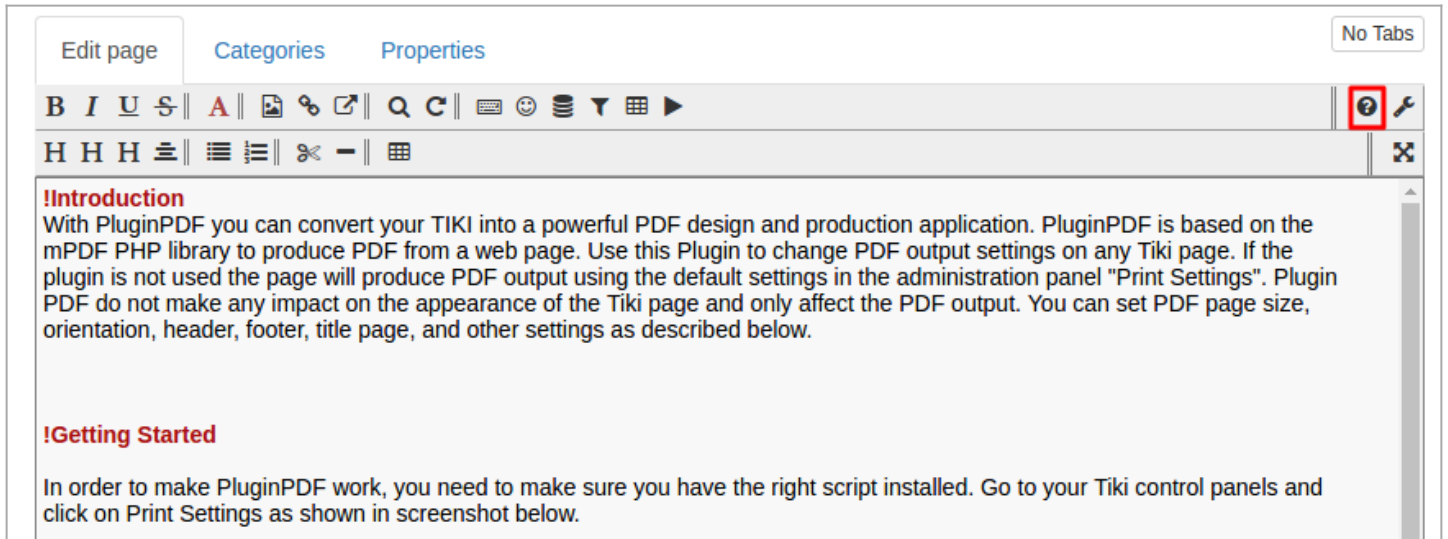 No Tabs
Edit page Categories Properties
B I U S A
H H H
!Introduction
With PluginPDF you can convert your TIKI into a powerful PDF design and production application. PluginPDF is based on the
mPDF PHP library to produce PDF from a web page. Use this Plugin to change PDF output settings on any Tiki page. If the
plugin is not used the page will produce PDF output using the default settings in the administration panel "Print Settings". Plugin
PDF do not make any impact on the appearance of the Tiki page and only affect the PDF output. You can set PDF page size,
orientation, header, footer, title page, and other settings as described below.
!Getting Started
In order to make PluginPDF work, you need to make sure you have the right script installed. Go to your Tiki control panels and
click on Print Settings as shown in screenshot below.